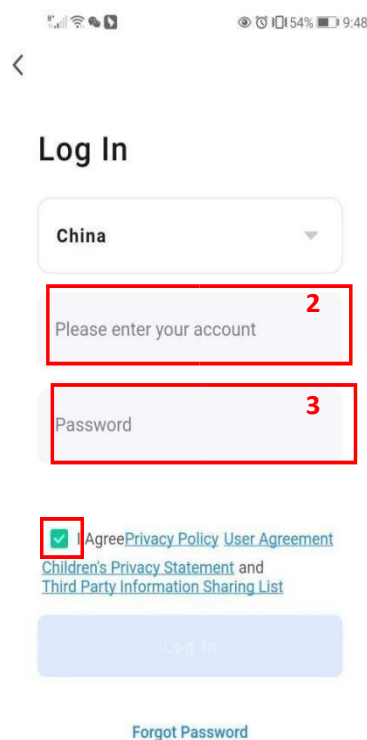 54% 9:48
Log In
China
2
Please enter your account
3
Password
I AgreePrivacy Policy User Agreement
Children's Privacy Statement and
Third Party Information Sharing List
Log In
Forgot Password